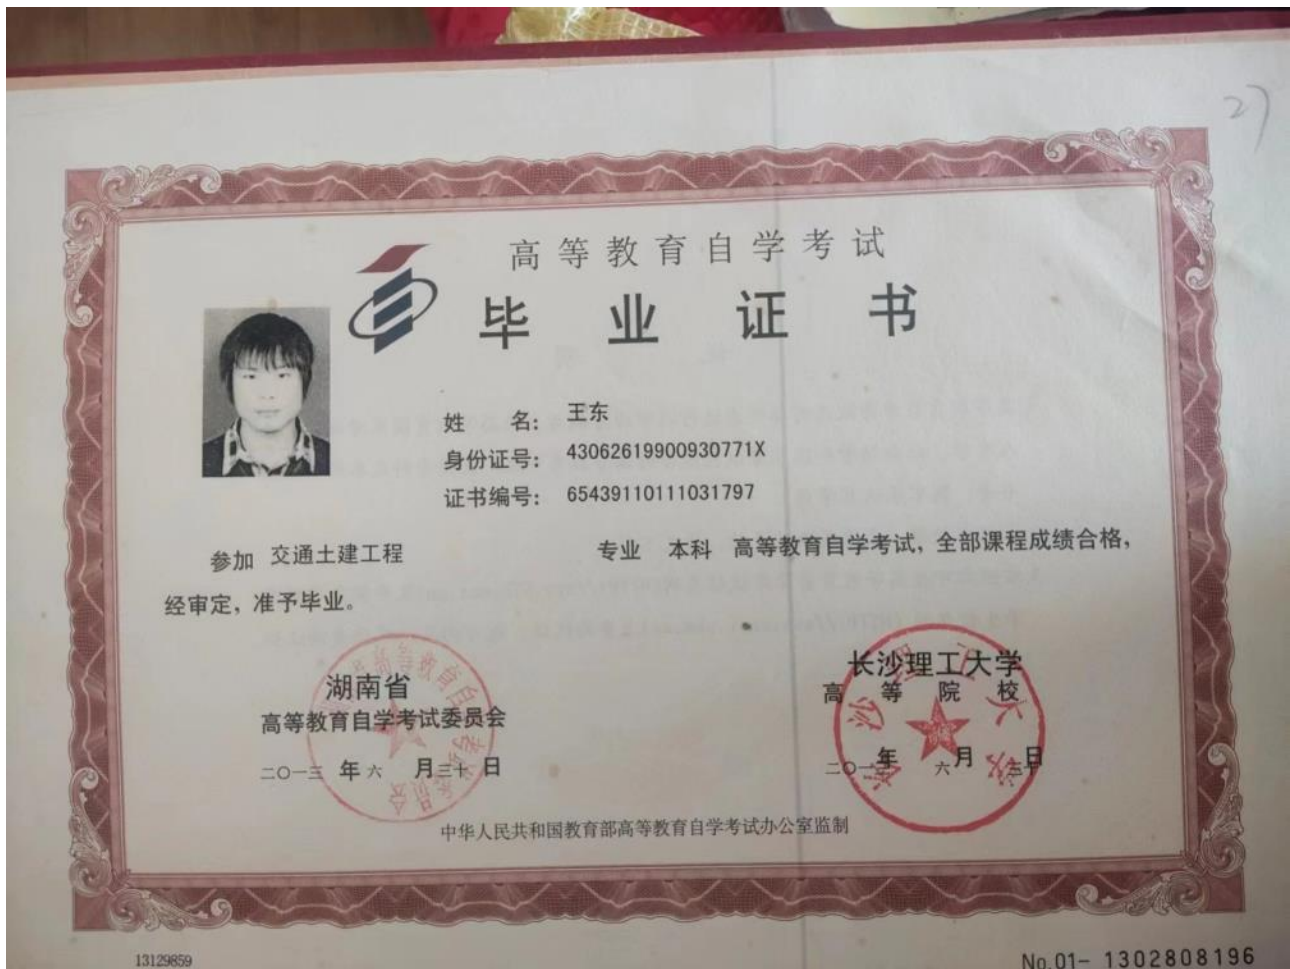 27
高等教育自学考试
毕业证书
姓 名： 王东
身份证号： 43062619900930771X
证书编号： 65439110111031797
参加 交通土建工程 专业 本科 高等教育自学考试，全部课程成绩合格，
经审定，准予毕业。
湖南省
高等教育自学考试委员会
二〇一三 年 六 月 三十 日
长沙理工大学
高等院校
年 六 月 三十 日
中华人民共和国教育部高等教育自学考试办公室监制
13129859
No.01- 1302808196